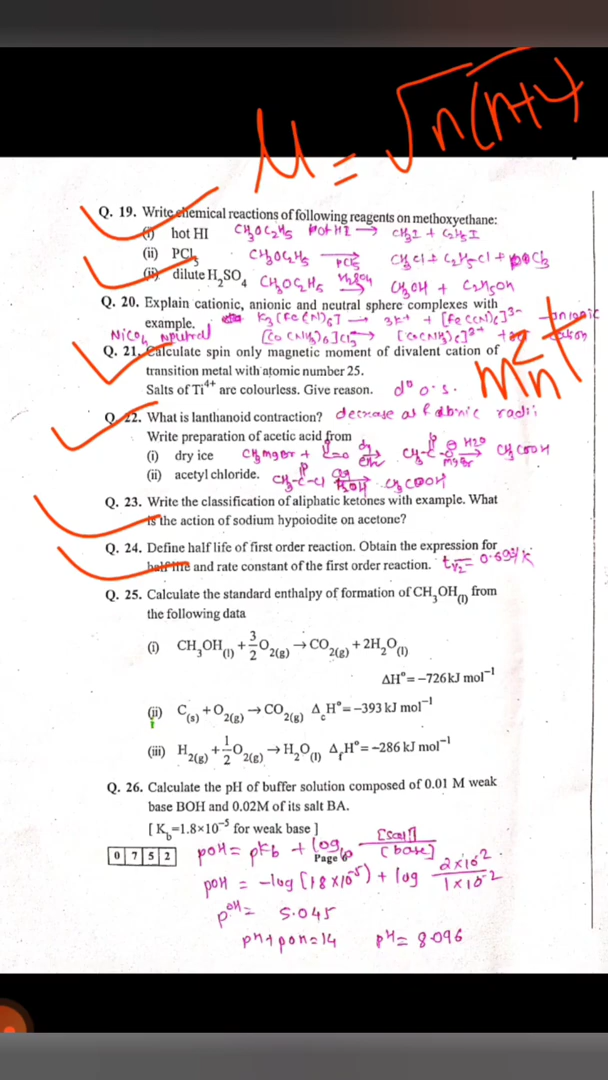 μ = √n(n+
Q. 19. Write chemical reactions of following reagents on methoxyethane:
(i) hot HI CH3OC2H5 hot HI → CH3I + C2H5I
(ii) PCl5 CH3OC2H5 →PCl5 CH3Cl + C2H5-Cl + POCl3
(ii) dilute H2SO4 CH3OC2H5 →H2SO4 CH3OH + C2H5OH
Q. 20. Explain cationic, anionic and neutral sphere complexes with
example. K3[Fe(CN)6] → 3K+ + [Fe(CN)6]3-
Neutral [Co(NH3)6]Cl3 → [Co(NH3)6]3+
Q. 21. Calculate spin only magnetic moment of divalent cation of
transition metal with atomic number 25. Mn2+
Salts of Ti4+ are colourless. Give reason. d° o.s.
Q. 22. What is lanthanoid contraction? decrease radii
Write preparation of acetic acid from
(i) dry ice CH3MgBr + H2O CH3COOH
(ii) acetyl chloride. CH3-C-Cl CH3COOH
Q. 23. Write the classification of aliphatic ketones with example. What
is the action of sodium hypoiodite on acetone?
Q. 24. Define half life of first order reaction. Obtain the expression for
half life and rate constant of the first order reaction. t1/2= 0.693/K
Q. 25. Calculate the standard enthalpy of formation of CH3OH(l) from
the following data
(i) CH3OH(l) + 3/2 O2(g) → CO2(g) + 2H2O(l)
ΔH°= −726 kJ mol−1
(ii) C(s) + O2(g) → CO2(g) ΔcH°= −393 kJ mol−1
(iii) H2(g) + 1/2 O2(g) → H2O(l) ΔfH°= −286 kJ mol−1
Q. 26. Calculate the pH of buffer solution composed of 0.01 M weak
base BOH and 0.02M of its salt BA.
[ Kb=1.8×10−5 for weak base ]
0 7 5 2 pOH = pKb + log10 [salt]/[base]
Page
pOH = -log (1.8×10-5) + log 2×10-2/1×10-2
pOH = 5.045
pH + pOH = 14 pH = 8.096